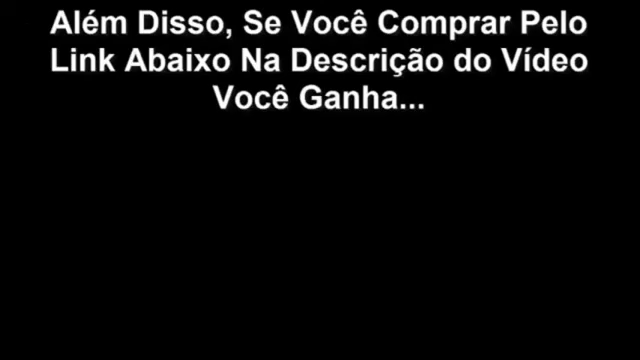 Além Disso, Se Você Comprar Pelo
Link Abaixo Na Descrição do Vídeo
Você Ganha...